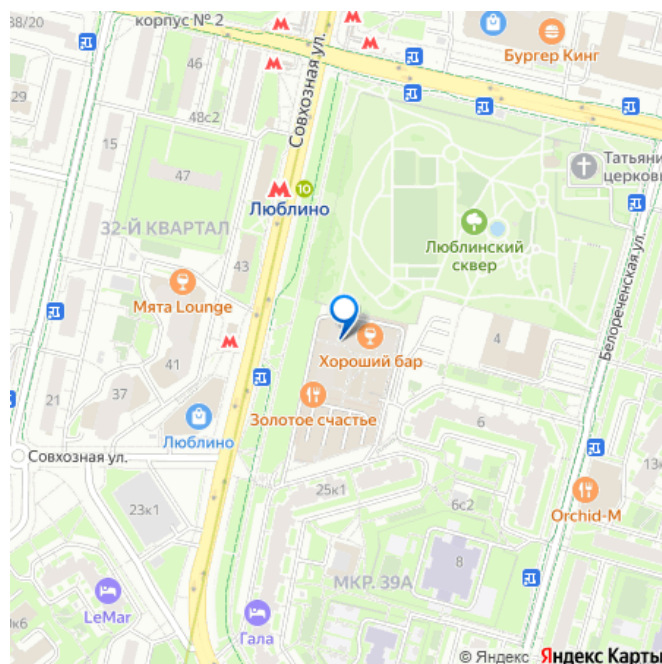 38/20
корпус № 2
Бургер Кинг
46
29
48с2
15
Совхозная ул.
47
10
Люблино
Татьяни
церковь
32-Й КВАРТАЛ
Люблинский
сквер
43
Белореченская ул.
Мята Lounge
4
Хороший бар
41
37
21
Золотое счастье
6
Люблино
Совхозная ул.
13к
25к1
23к1
6с2
Orchid-M
8
МКР. 39А
LeMar
Гала
к6
© Яндекс Яндекс Карты